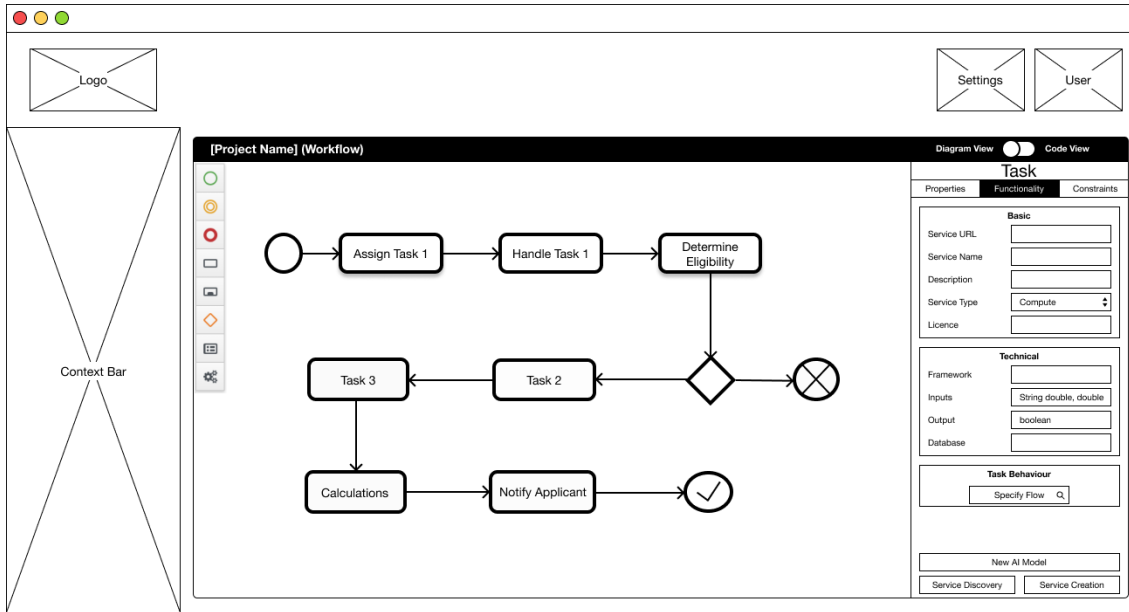 Logo
Settings
User
Context Bar
[Project Name] (Workflow)
Diagram View
Code View
Assign Task 1
Handle Task 1
Determine
Eligibility
Task 3
Task 2
Calculations
Notify Applicant
Task
Properties
Functionality
Constraints
Basic
Service URL
Service Name
Description
Service Type
Compute
Licence
Technical
Framework
Inputs
String double, double
Output
boolean
Database
Task Behaviour
Specify Flow
New AI Model
Service Discovery
Service Creation